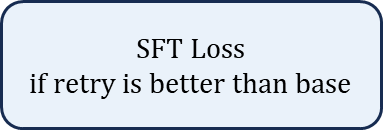 SFT Loss
if retry is better than base